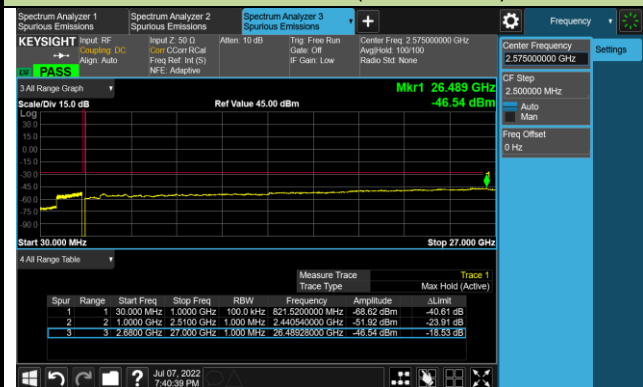 Spectrum Analyzer 1
Spurious Emissions
Spectrum Analyzer 2
Spurious Emissions
Spectrum Analyzer 3
Spurious Emissions
Frequency
KEYSIGHT
Input: RF
Coupling: DC
Align: Auto
Input Z: 50 Ω
Corr CCorr RCal
Freq Ref: Int (S)
NFE: Adaptive
Atten: 10 dB
Trig: Free Run
Gate: Off
IF Gain: Low
Center Freq: 2.575000000 GHz
Avg|Hold: 100/100
Radio Std: None
PASS
Center Frequency
2.575000000 GHz
Settings
CF Step
2.500000 MHz
Auto
Man
Freq Offset
0 Hz
3 All Range Graph
Mkr1 26.489 GHz
Scale/Div 15.0 dB
Ref Value 45.00 dBm
-46.54 dBm
Log
30.0
15.0
0.00
-15.0
-30.0
-45.0
-60.0
-75.0
-90.0
1
Start 30.000 MHz
Stop 27.000 GHz
4 All Range Table
Measure Trace Trace 1
Trace Type Max Hold (Active)
Spur Range Start Freq Stop Freq RBW Frequency Amplitude ΔLimit
1 1 30.000 MHz 1.0000 GHz 100.0 kHz 821.5200000 MHz -68.62 dBm -40.61 dB
2 2 1.0000 GHz 2.5100 GHz 1.000 MHz 2.440540000 GHz -51.92 dBm -23.91 dB
3 3 2.6800 GHz 27.000 GHz 1.000 MHz 26.48928000 GHz -46.54 dBm -18.53 dB
Jul 07, 2022
7:40:39 PM